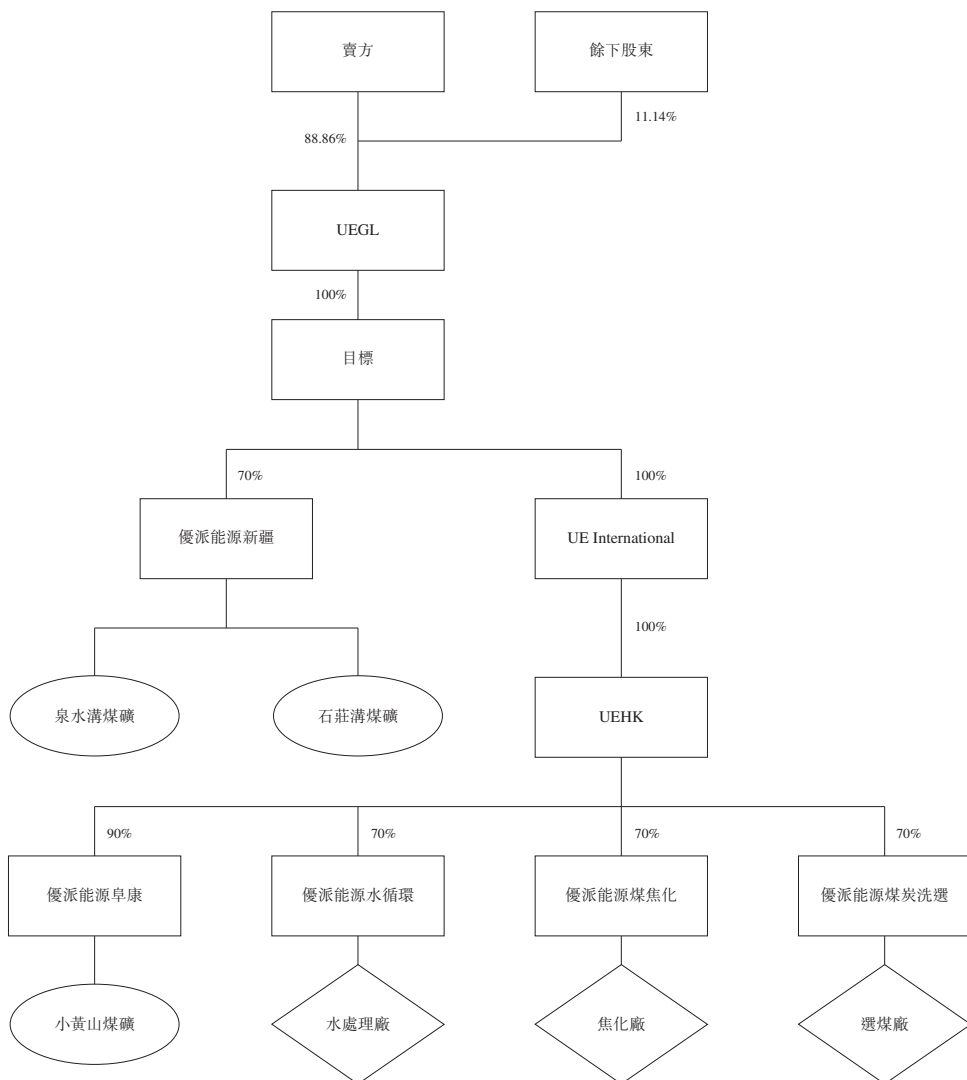 賣方
餘下股東
88.86%
11.14%
UEGL
100%
目標
70%
100%
優派能源新疆
UE International
100%
泉水溝煤礦
石莊溝煤礦
UEHK
90%
70%
70%
70%
優派能源阜康
優派能源水循環
優派能源煤焦化
優派能源煤炭洗選
小黃山煤礦
水處理廠
焦化廠
選煤廠